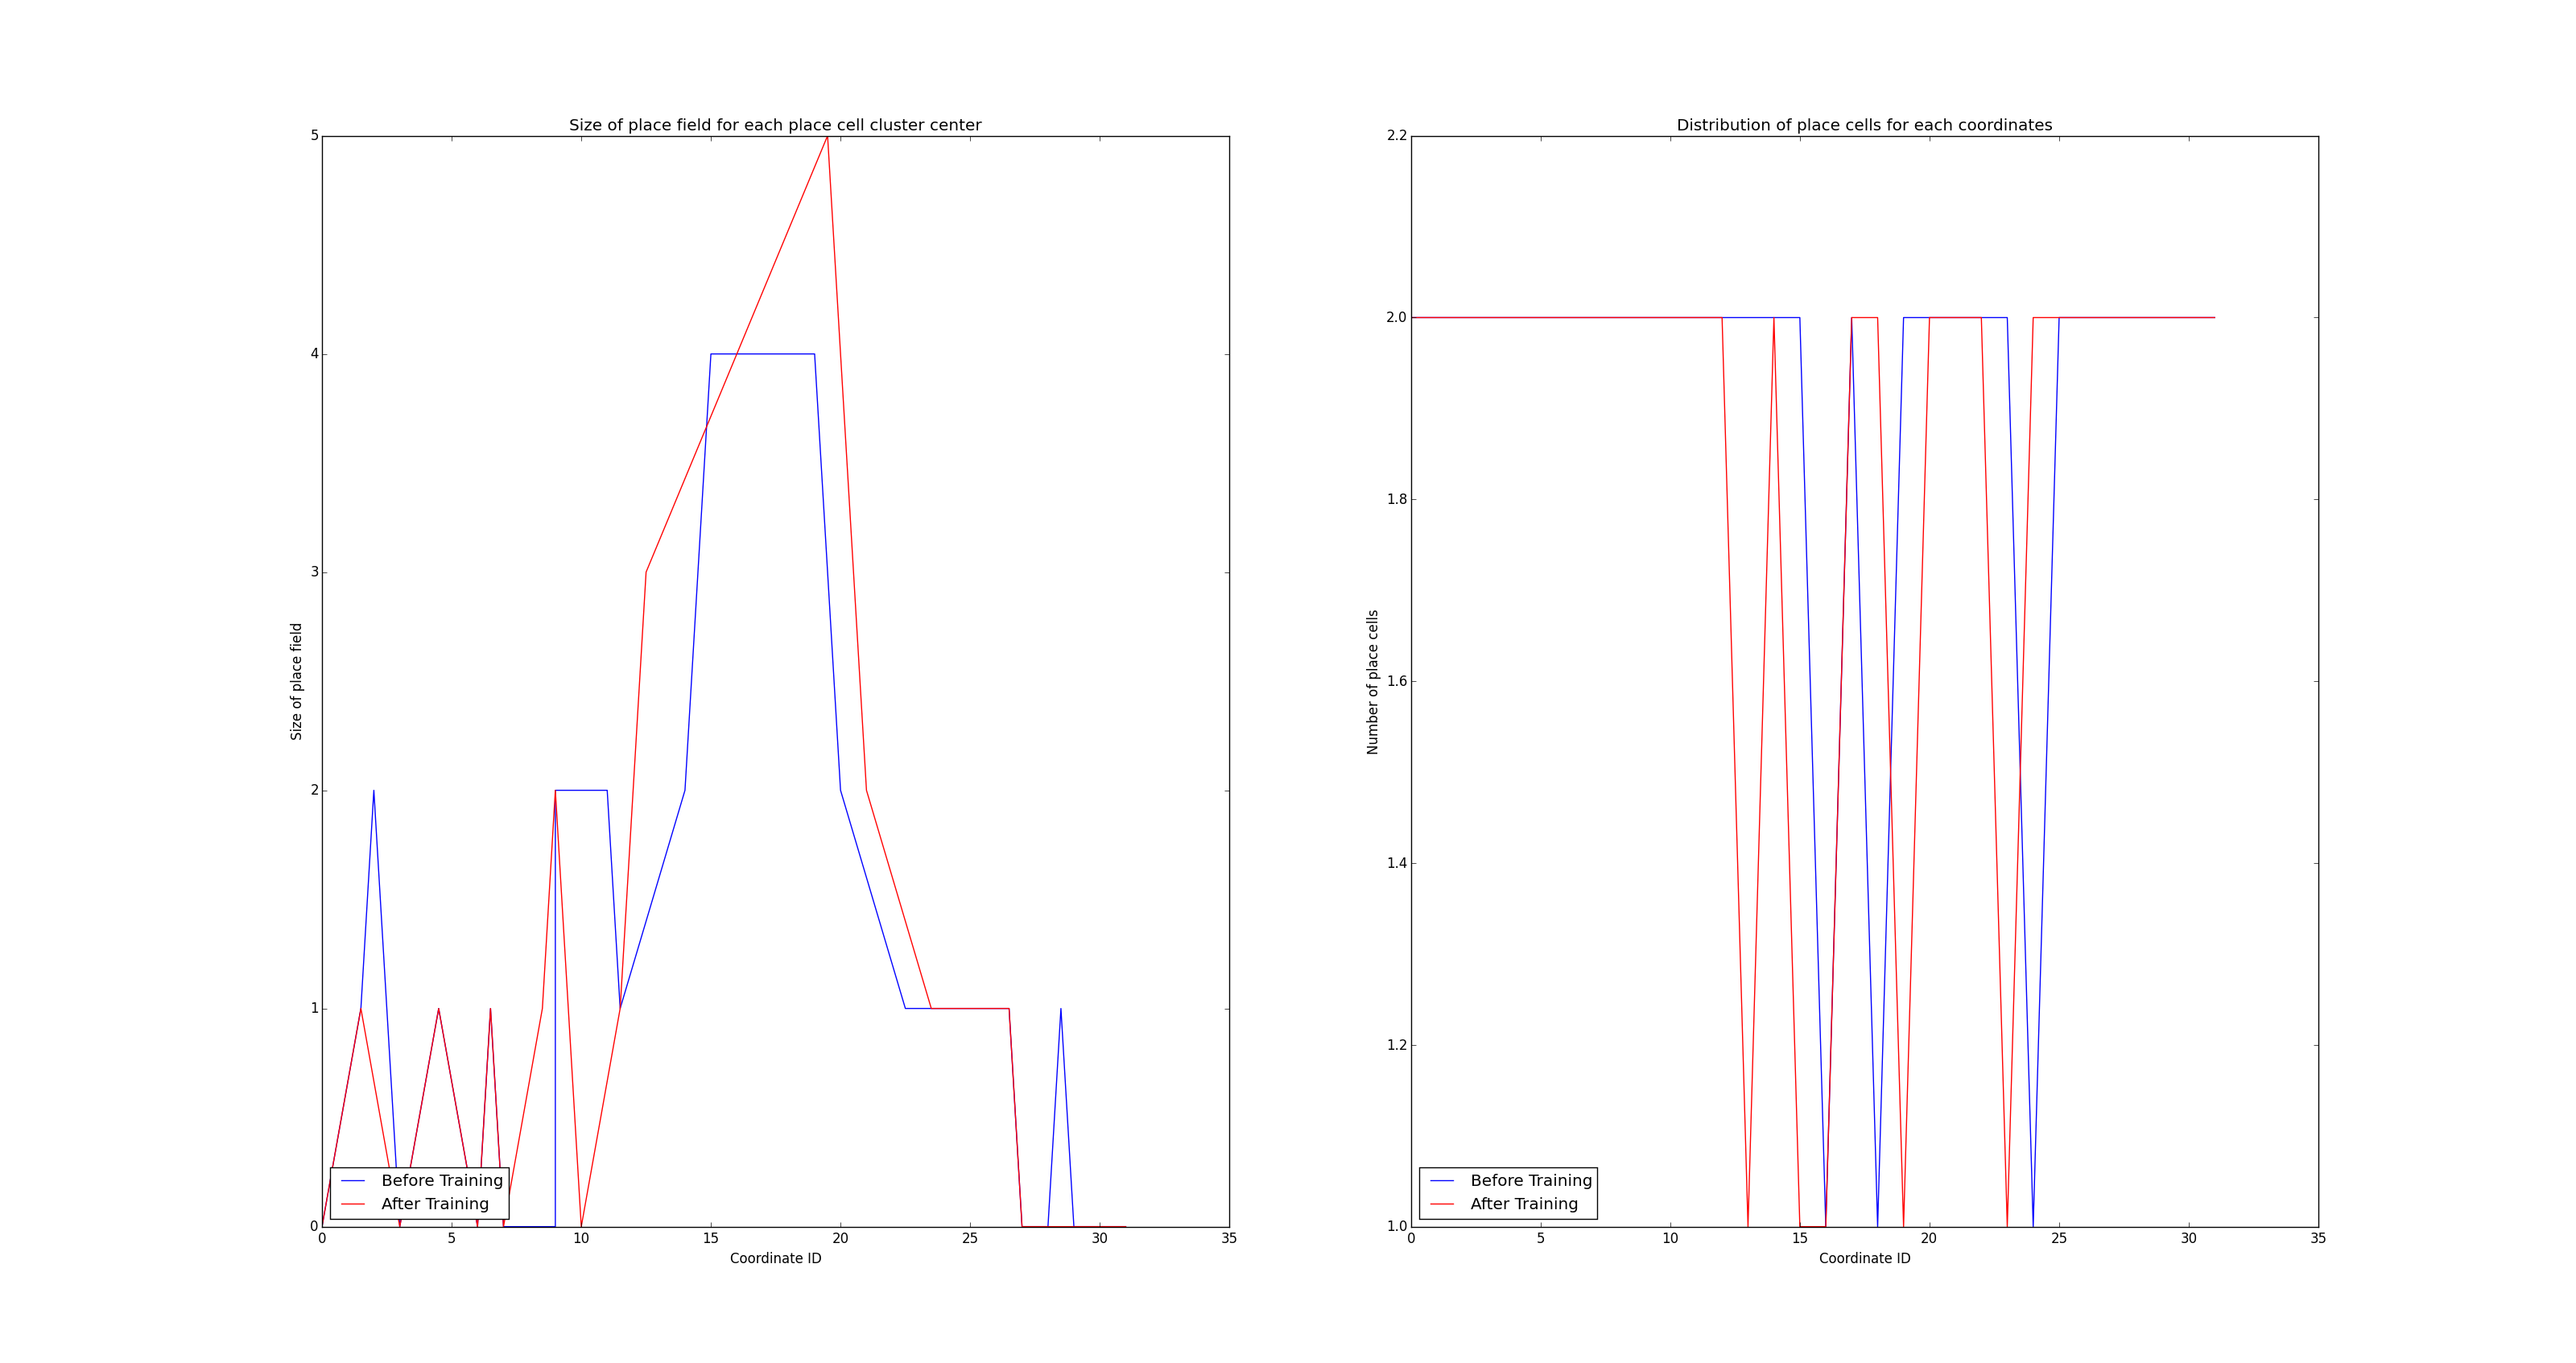 Size of place field for each place cell cluster center
5
4
3
2
1
0
Size of place field
0 5 10 15 20 25 30 35
Coordinate ID
Before Training
After Training
Distribution of place cells for each coordinates
2.2
2.0
1.8
1.6
1.4
1.2
1.0
Number of place cells
0 5 10 15 20 25 30 35
Coordinate ID
Before Training
After Training